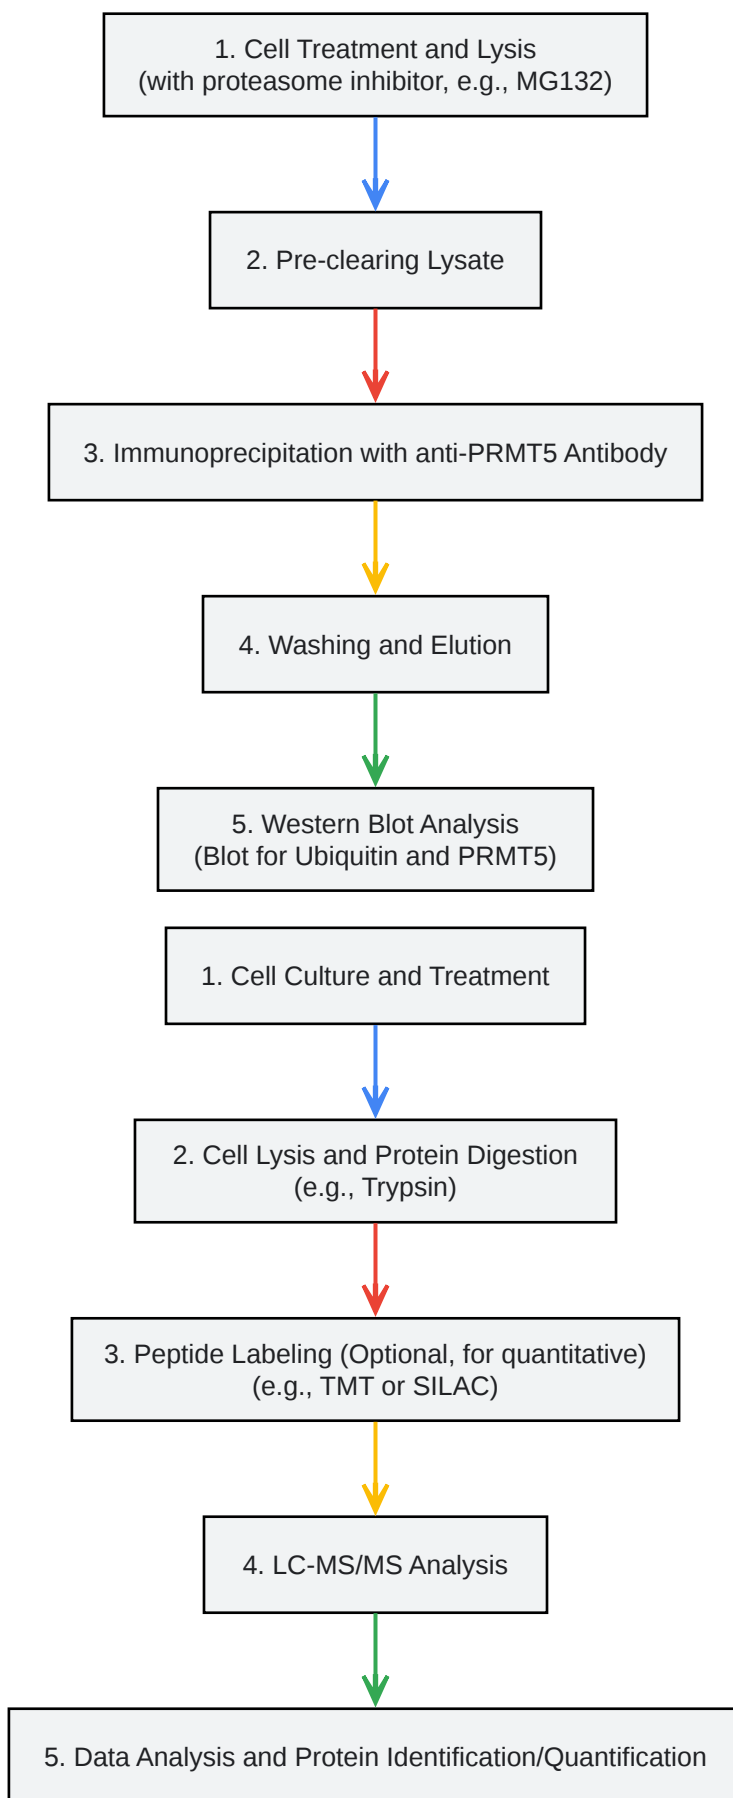 1. Cell Treatment and Lysis
(with proteasome inhibitor, e.g., MG132)
2. Pre-clearing Lysate
3. Immunoprecipitation with anti-PRMT5 Antibody
4. Washing and Elution
5. Western Blot Analysis
(Blot for Ubiquitin and PRMT5)
1. Cell Culture and Treatment
2. Cell Lysis and Protein Digestion
(e.g., Trypsin)
3. Peptide Labeling (Optional, for quantitative)
(e.g., TMT or SILAC)
4. LC-MS/MS Analysis
5. Data Analysis and Protein Identification/Quantification